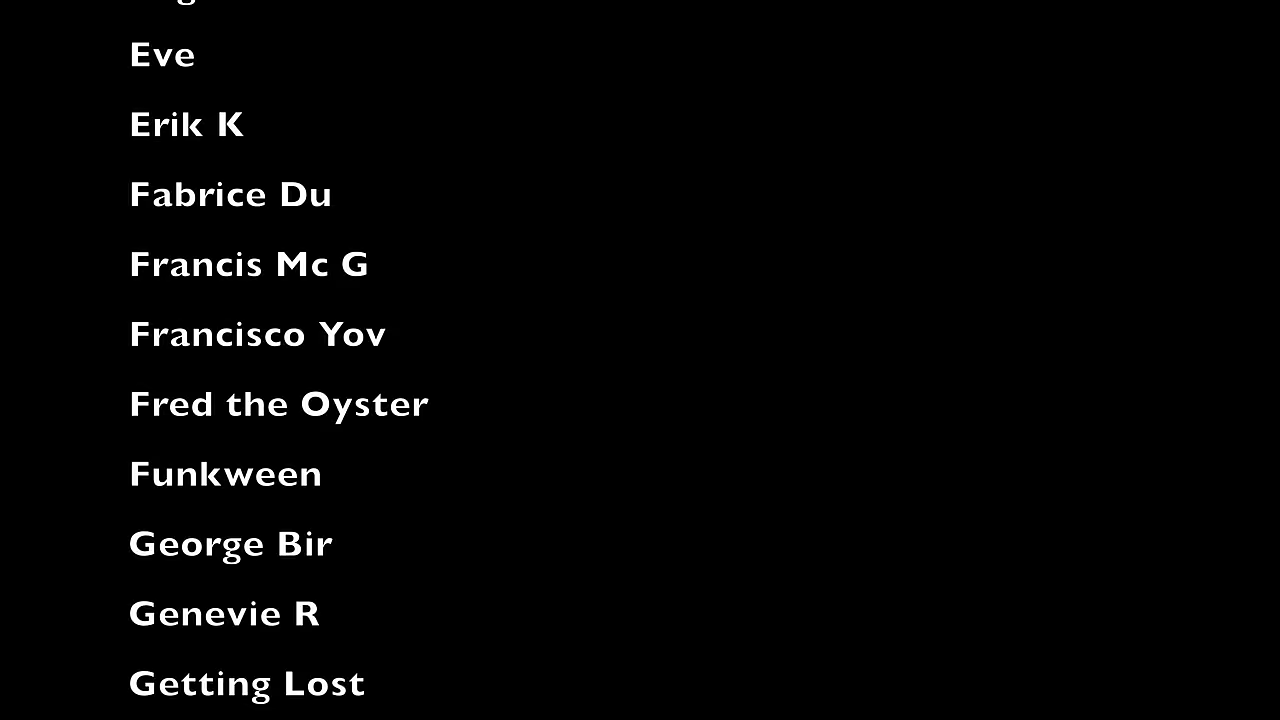 Eve
Erik K
Fabrice Du
Francis Mc G
Francisco Yov
Fred the Oyster
Funkween
George Bir
Genevie R
Getting Lost